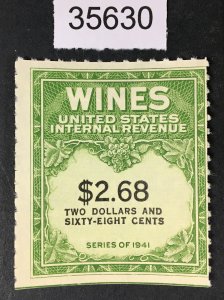 35630
WINES
UNITED STATES
INTERNAL REVENUE
$2.68
TWO DOLLARS AND
SIXTY-EIGHT CENTS
SERIES OF 1941